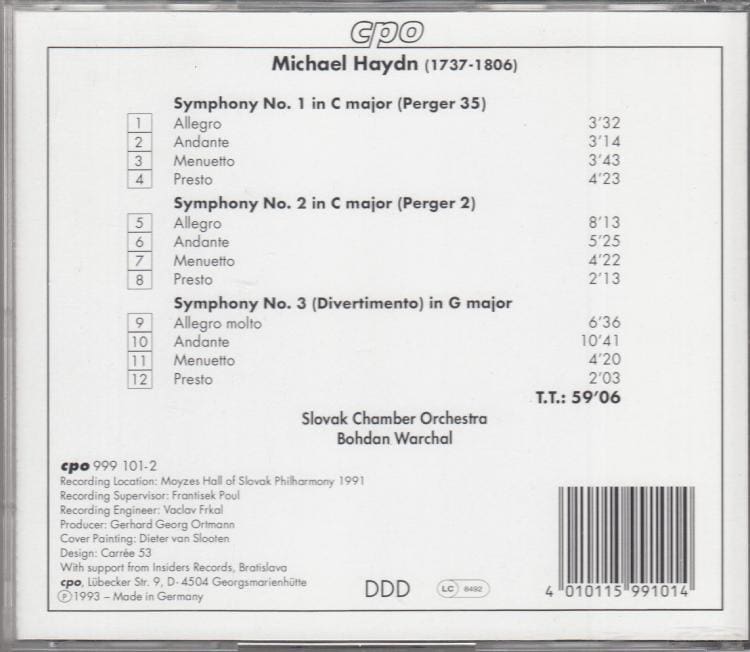 cpo
Michael Haydn (1737-1806)
Symphony No. 1 in C major (Perger 35)
1 Allegro 3'32
2 Andante 3'14
3 Menuetto 3'43
4 Presto 4'23
Symphony No. 2 in C major (Perger 2)
5 Allegro 8'13
6 Andante 5'25
7 Menuetto 4'22
8 Presto 2'13
Symphony No. 3 (Divertimento) in G major
9 Allegro molto 6'36
10 Andante 10'41
11 Menuetto 4'20
12 Presto 2'03
T.T.: 59'06
Slovak Chamber Orchestra
Bohdan Warchal
cpo 999 101-2
Recording Location: Moyzes Hall of Slovak Philharmony 1991
Recording Supervisor: Frantisek Poul
Recording Engineer: Vaclav Frkal
Producer: Gerhard Georg Ortmann
Cover Painting: Dieter van Slooten
Design: Carrée 53
With support from Insiders Records, Bratislava
cpo, Lübecker Str. 9, D-4504 Georgsmarienhütte
Ⓟ1993 – Made in Germany
DDD
LC 8492
4 010115 991014